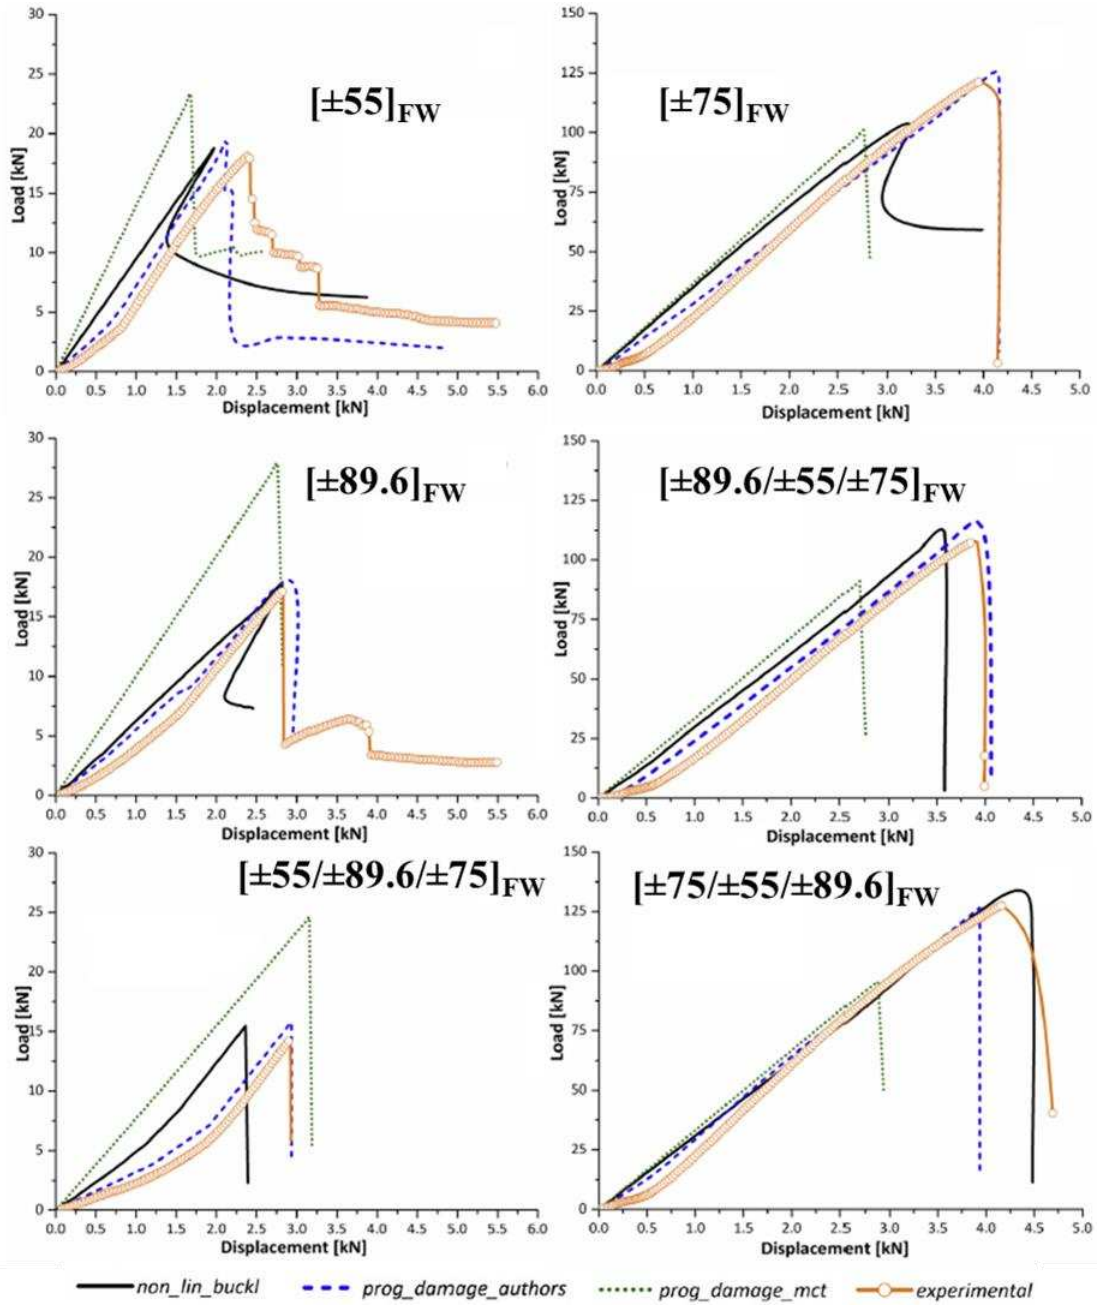 [±55]FW
Load [kN]
30
25
20
15
10
5
0
0.0 0.5 1.0 1.5 2.0 2.5 3.0 3.5 4.0 4.5 5.0 5.5 6.0
Displacement [kN]
[±75]FW
Load [kN]
150
125
100
75
50
25
0
0.0 0.5 1.0 1.5 2.0 2.5 3.0 3.5 4.0 4.5 5.0
Displacement [kN]
[±89.6]FW
Load [kN]
30
25
20
15
10
5
0
0.0 0.5 1.0 1.5 2.0 2.5 3.0 3.5 4.0 4.5 5.0 5.5 6.0
Displacement [kN]
[±89.6/±55/±75]FW
Load [kN]
150
125
100
75
50
25
0
0.0 0.5 1.0 1.5 2.0 2.5 3.0 3.5 4.0 4.5 5.0
Displacement [kN]
[±55/±89.6/±75]FW
Load [kN]
30
25
20
15
10
5
0
0.0 0.5 1.0 1.5 2.0 2.5 3.0 3.5 4.0 4.5 5.0 5.5 6.0
Displacement [kN]
[±75/±55/±89.6]FW
Load [kN]
150
125
100
75
50
25
0
0.0 0.5 1.0 1.5 2.0 2.5 3.0 3.5 4.0 4.5 5.0
Displacement [kN]
non_lin_buckl prog_damage_authors prog_damage_mct experimental